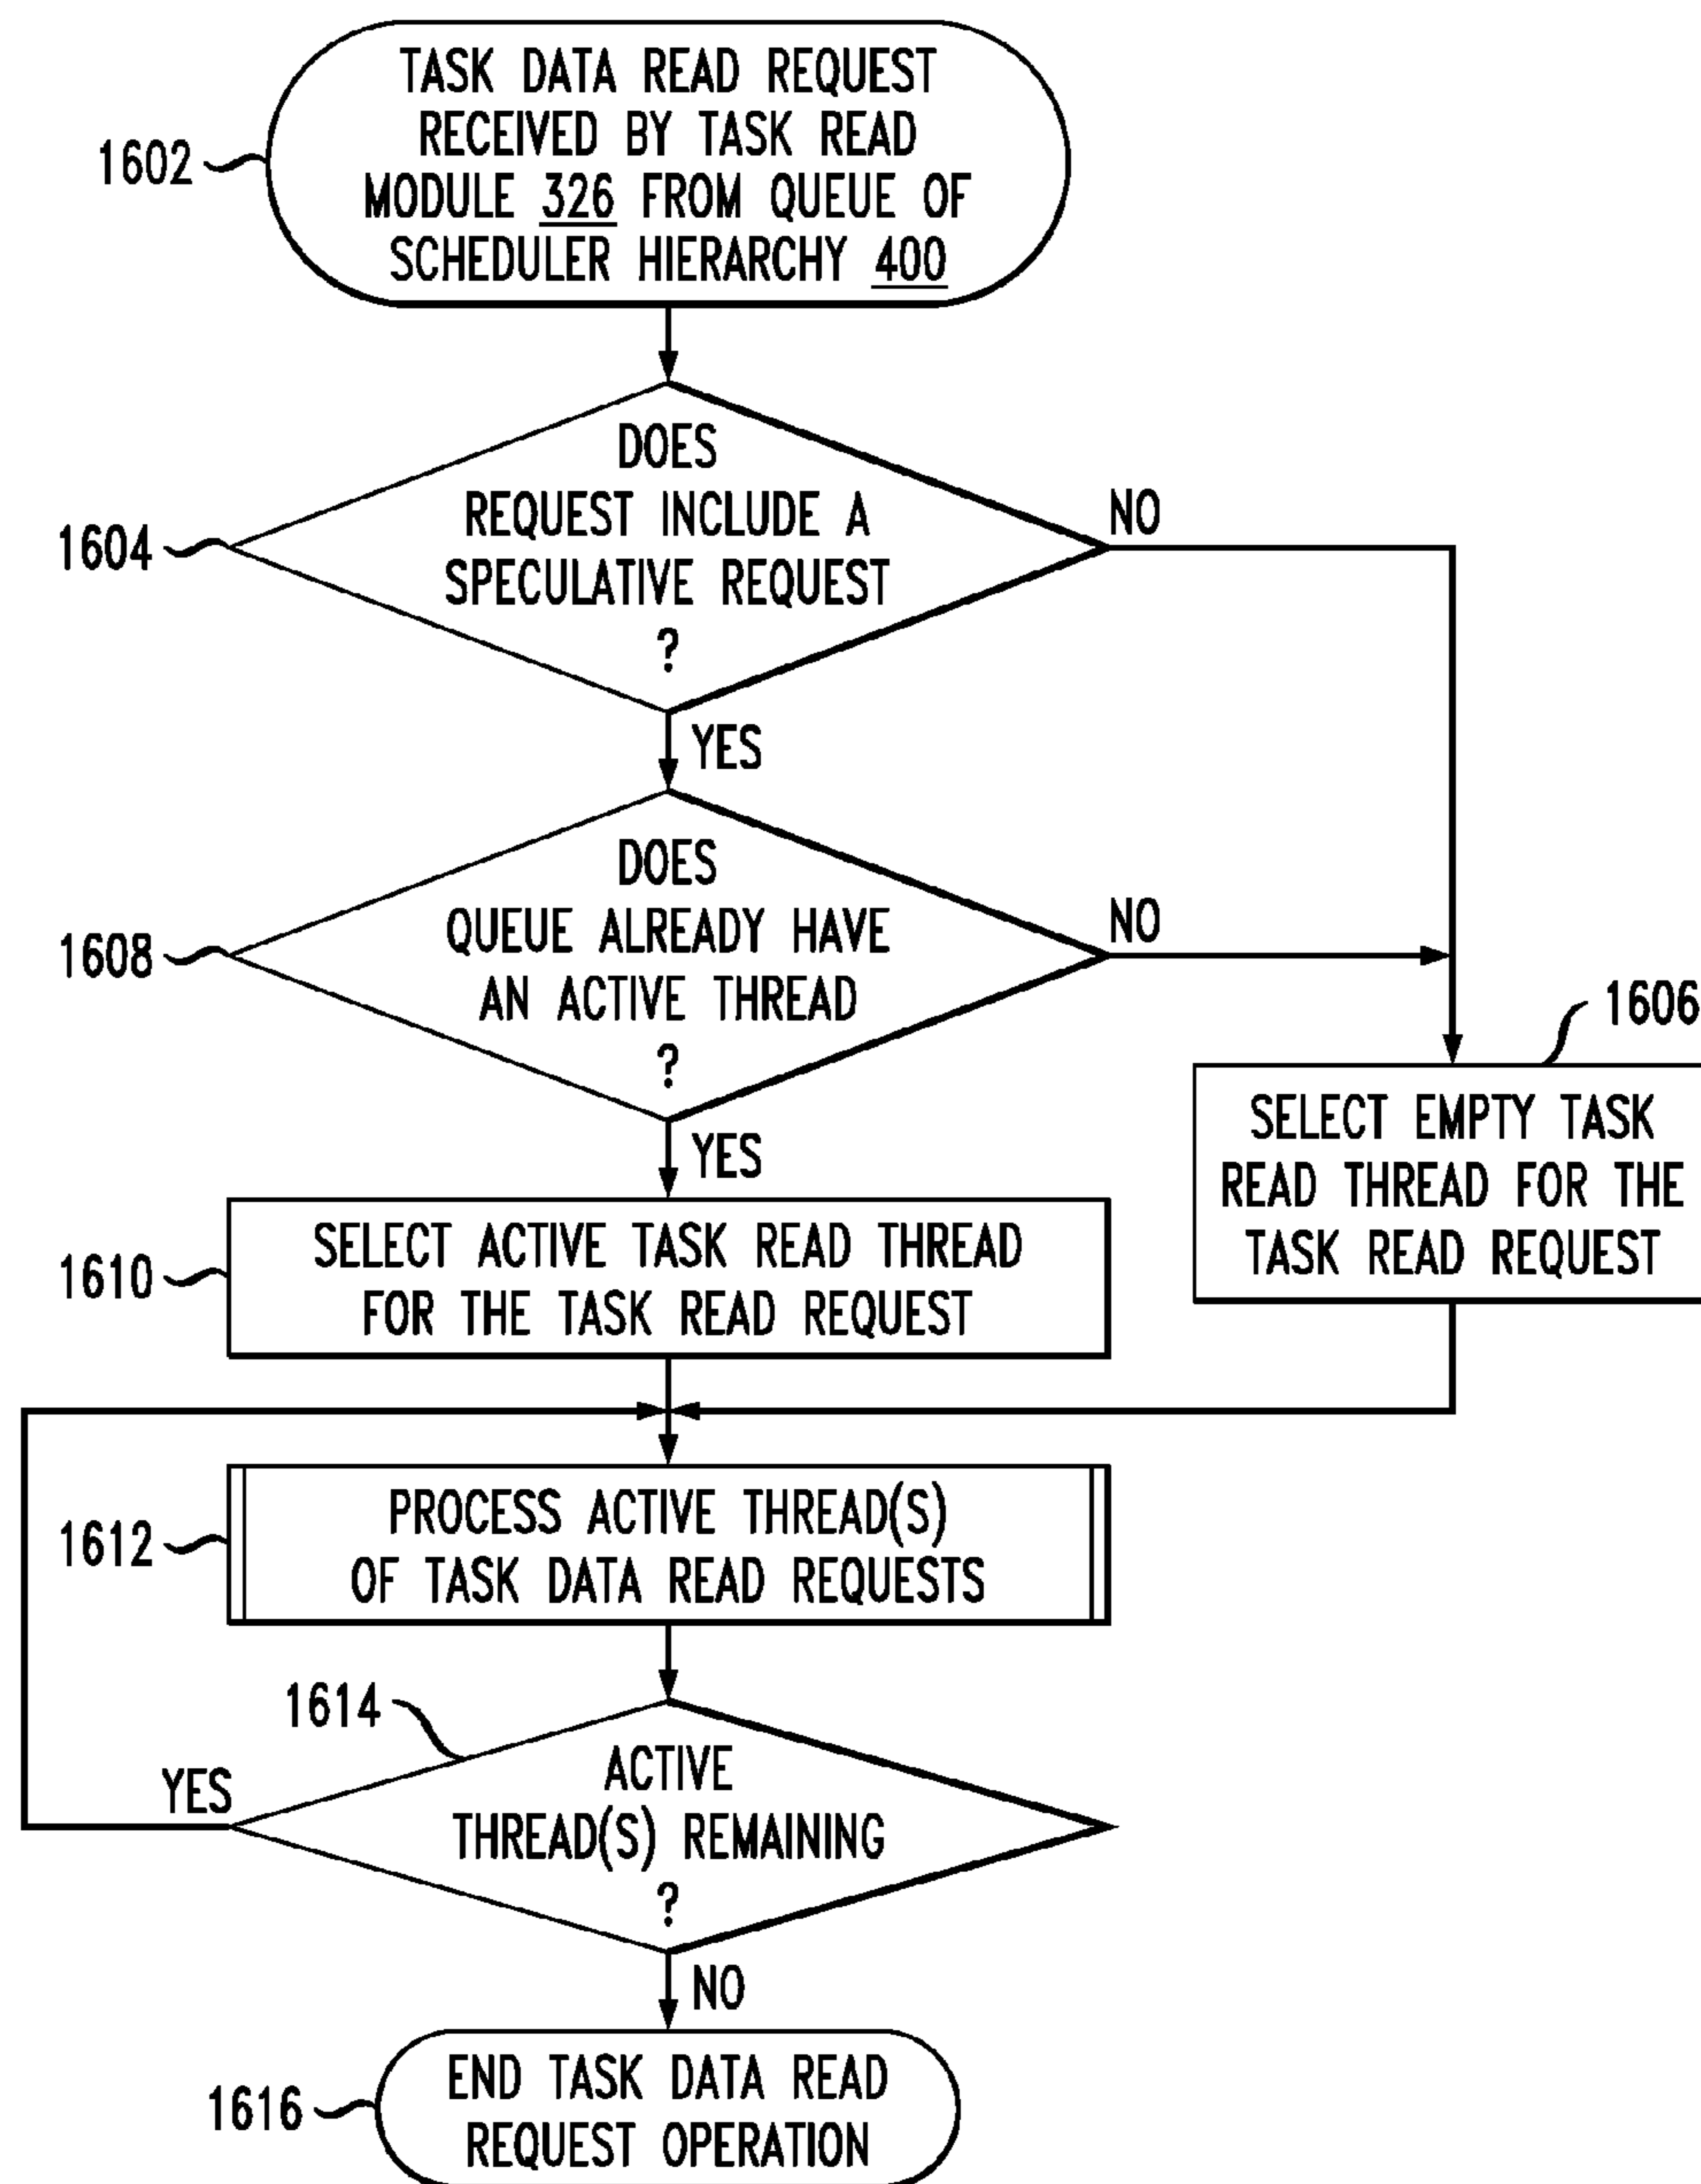 TASK DATA READ REQUEST
RECEIVED BY TASK READ
MODULE 326 FROM QUEUE OF
SCHEDULER HIERARCHY 400
1602
DOES
REQUEST INCLUDE A
SPECULATIVE REQUEST
?
1604
NO
YES
DOES
QUEUE ALREADY HAVE
AN ACTIVE THREAD
?
1608
NO
YES
1606
SELECT EMPTY TASK
READ THREAD FOR THE
TASK READ REQUEST
SELECT ACTIVE TASK READ THREAD
FOR THE TASK READ REQUEST
1610
PROCESS ACTIVE THREAD(S)
OF TASK DATA READ REQUESTS
1612
1614
ACTIVE
THREAD(S) REMAINING
?
YES
NO
END TASK DATA READ
REQUEST OPERATION
1616